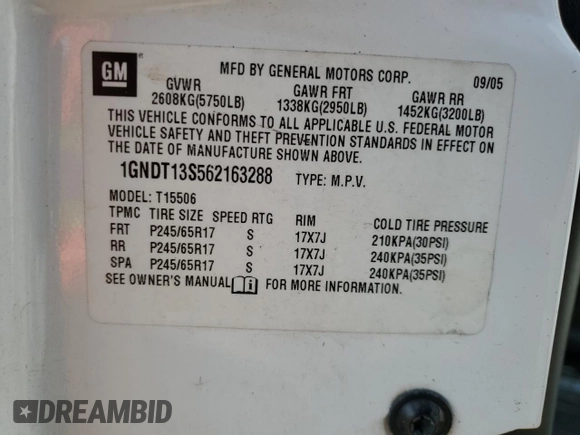 GM
MFD BY GENERAL MOTORS CORP. 09/05
GVWR GAWR FRT GAWR RR
2608KG(5750LB) 1338KG(2950LB) 1452KG(3200LB)
THIS VEHICLE CONFORMS TO ALL APPLICABLE U.S. FEDERAL MOTOR
VEHICLE SAFETY AND THEFT PREVENTION STANDARDS IN EFFECT ON
THE DATE OF MANUFACTURE SHOWN ABOVE.
1GNDT13S562163288 TYPE: M.P.V.
MODEL: T15506
TPMC TIRE SIZE SPEED RTG RIM COLD TIRE PRESSURE
FRT P245/65R17 S 17X7J 210KPA(30PSI)
RR P245/65R17 S 17X7J 240KPA(35PSI)
SPA P245/65R17 S 17X7J 240KPA(35PSI)
SEE OWNER'S MANUAL FOR MORE INFORMATION.
DREAMBID